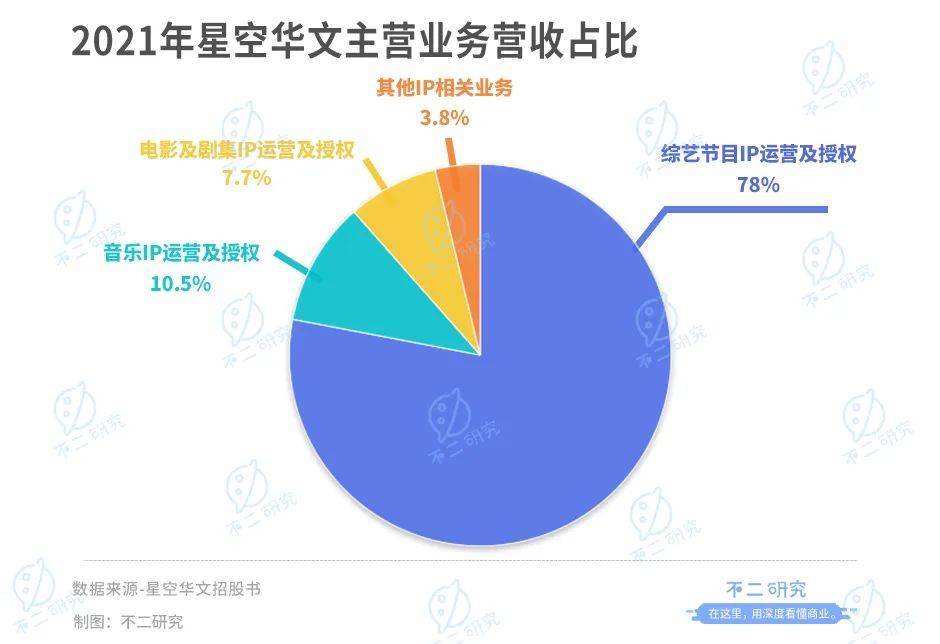 2021年星空华文主营业务营收占比
其他IP相关业务
3.8%
电影及剧集IP运营及授权
7.7%
综艺节目IP运营及授权
78%
音乐IP运营及授权
10.5%
数据来源-星空华文招股书
制图：不二研究
不二研究
在这里，用深度看懂商业。